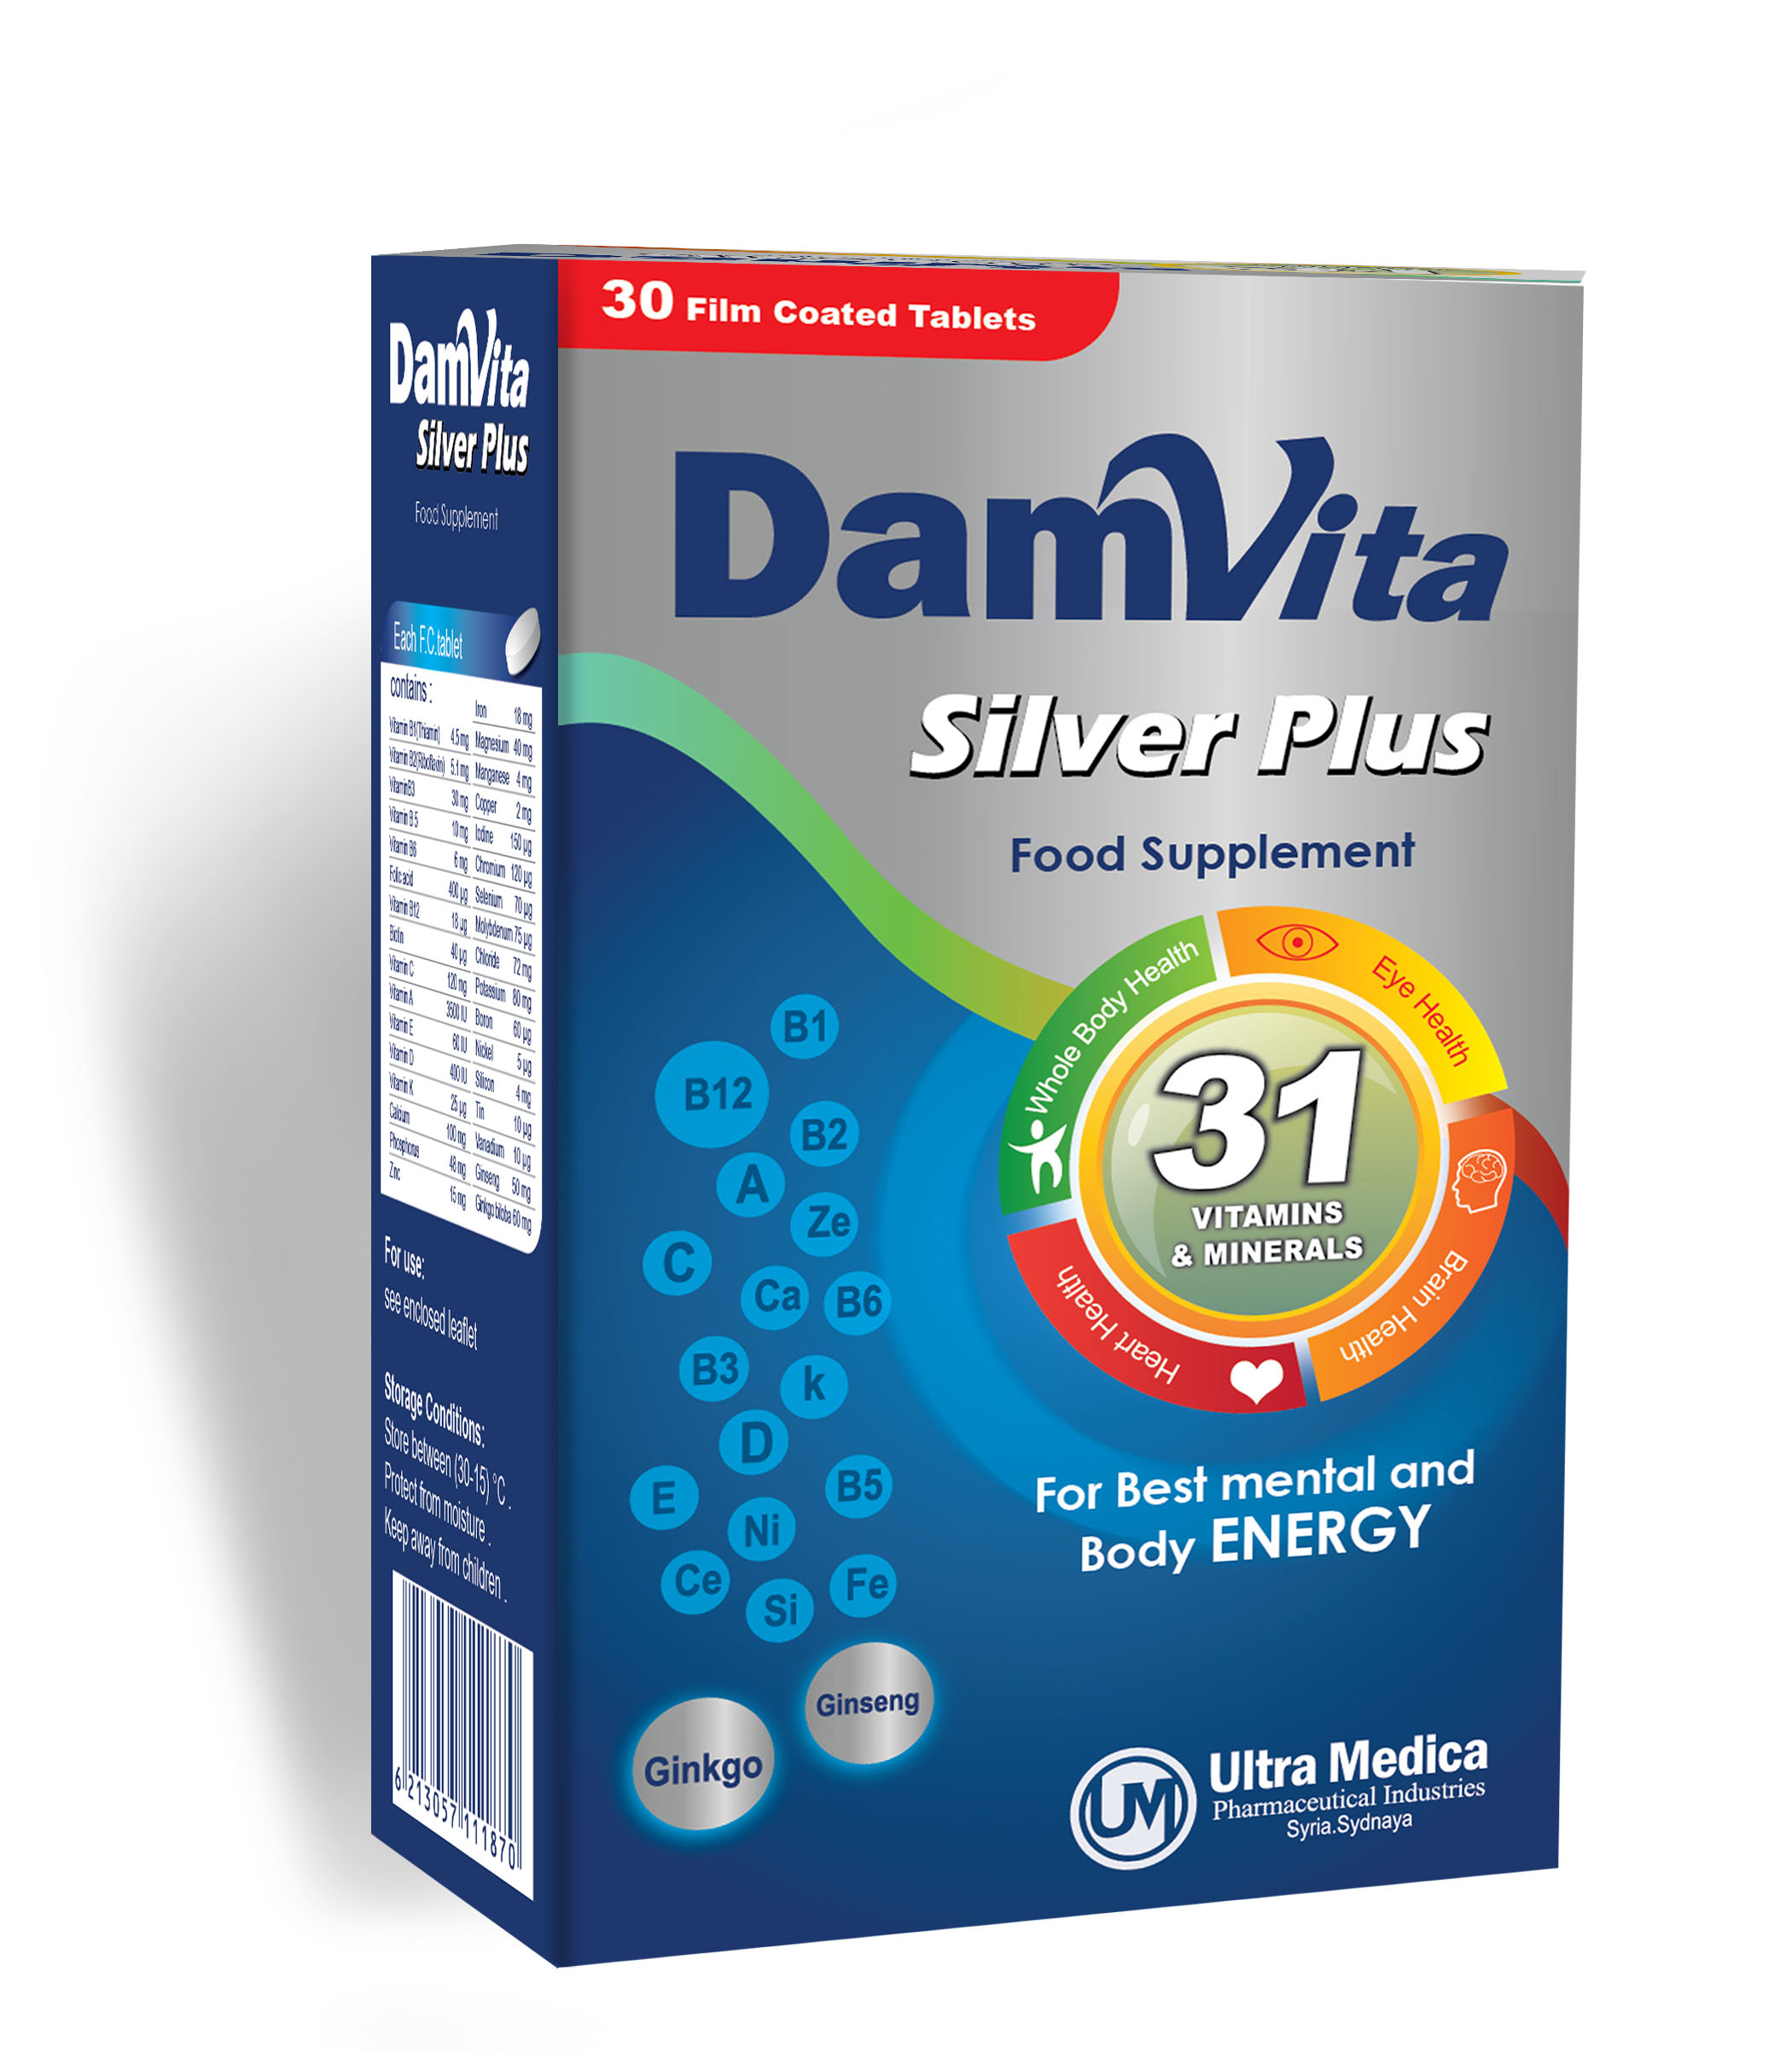 DamVita
Silver Plus
Food Supplement
Each F.C.tablet
contains :
Vitamin B1(Thiamin) 4.5 mg
Vitamin B2(Riboflavin) 5.1 mg
VitaminB3 30 mg
Vitamin B 5 10 mg
Vitamin B6 6 mg
Folic acid 400 µg
Vitamin B12 18 µg
Biotin 40 µg
Vitamin C 120 mg
Vitamin A 3500 IU
Vitamin E 60 IU
Vitamin D 400 IU
Vitamin K 25 µg
Calcium 100 mg
Phosphorus 48 mg
Zinc 15 mg
Iron 18 mg
Magnesium 40 mg
Manganese 4 mg
Copper 2 mg
Iodine 150 µg
Chromium 120 µg
Selenium 70 µg
Molybdenum 75 µg
Chloride 72 mg
Potassium 80 mg
Boron 60 µg
Nickel 5 µg
Silicon 4 mg
Tin 10 µg
Vanadium 10 µg
Ginseng 50 mg
Ginkgo biloba 60 mg
For use:
see enclosed leaflet
Storage Conditions:
Store between (30-15) °C .
Protect from moisture .
Keep away from children .
6 213057 111870
30 Film Coated Tablets
DamVita
Silver Plus
Food Supplement
Whole Body Health
Eye Health
Brain Health
Heart Health
31
VITAMINS
& MINERALS
B1
B12
B2
A
Ze
C
Ca
B6
B3
k
D
E
B5
Ni
Ce
Si
Fe
Ginseng
Ginkgo
For Best mental and
Body ENERGY
UM
Ultra Medica
Pharmaceutical Industries
Syria.Sydnaya